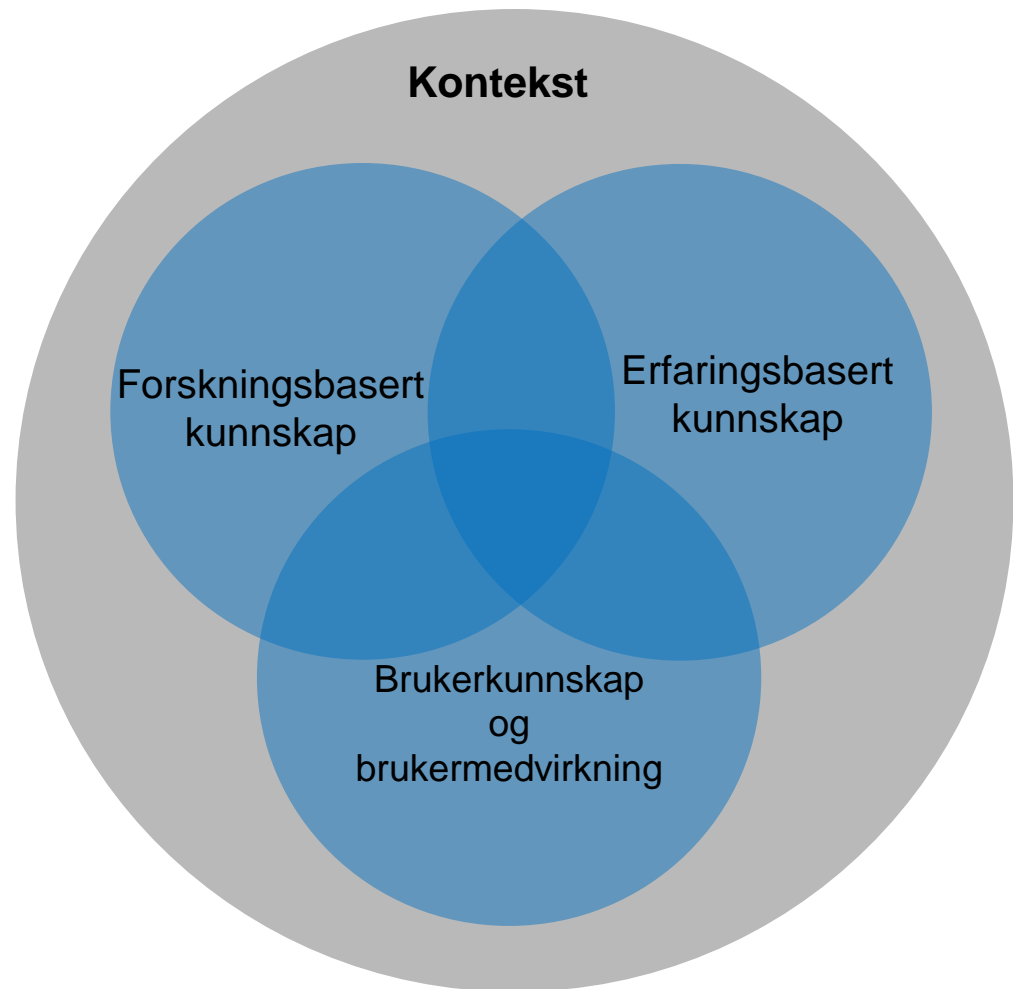 Kontekst
Forskningsbasert
kunnskap
Erfaringsbasert
kunnskap
Brukerkunnskap
og
brukermedvirkning